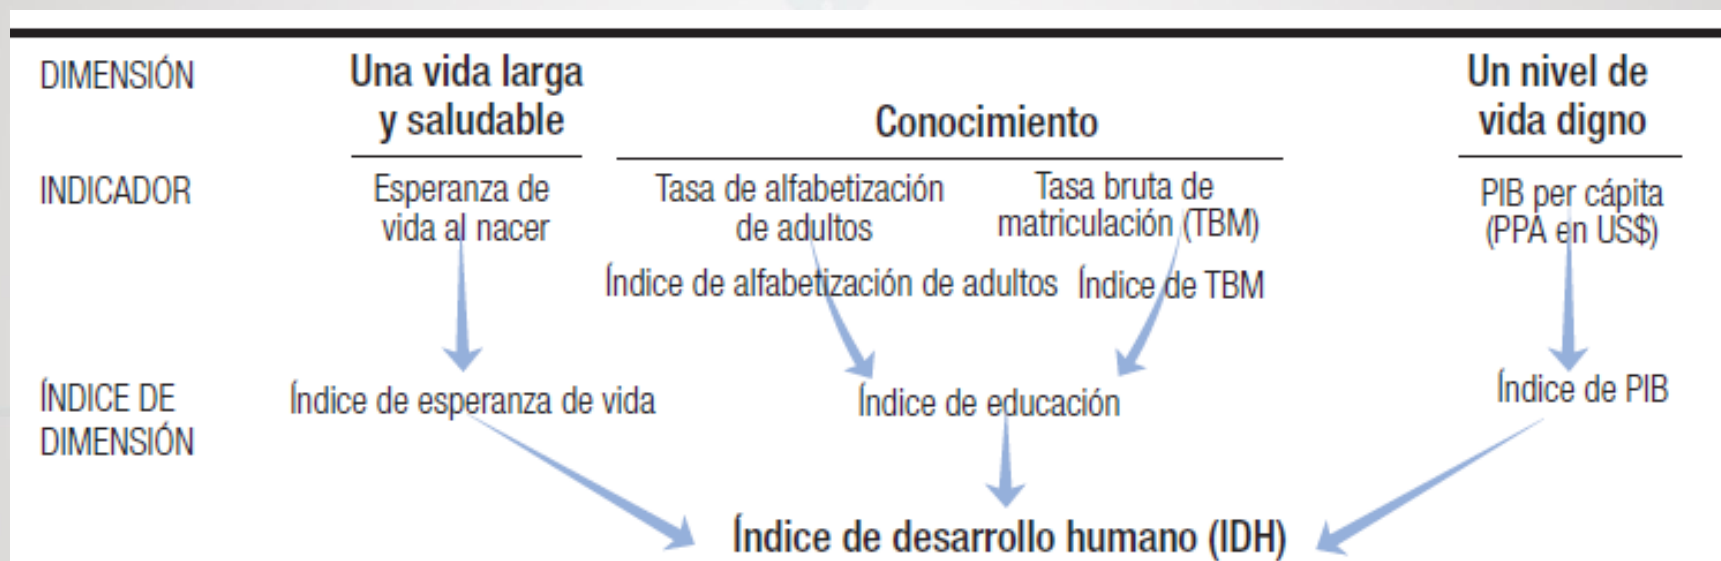 DIMENSIÓN
Una vida larga
y saludable
Conocimiento
Un nivel de
vida digno
INDICADOR
Esperanza de
vida al nacer
Tasa de alfabetización
de adultos
Tasa bruta de
matriculación (TBM)
PIB per cápita
(PPA en US$)
Índice de alfabetización de adultos
Índice de TBM
ÍNDICE DE
DIMENSIÓN
Índice de esperanza de vida
Índice de educación
Índice de PIB
Índice de desarrollo humano (IDH)